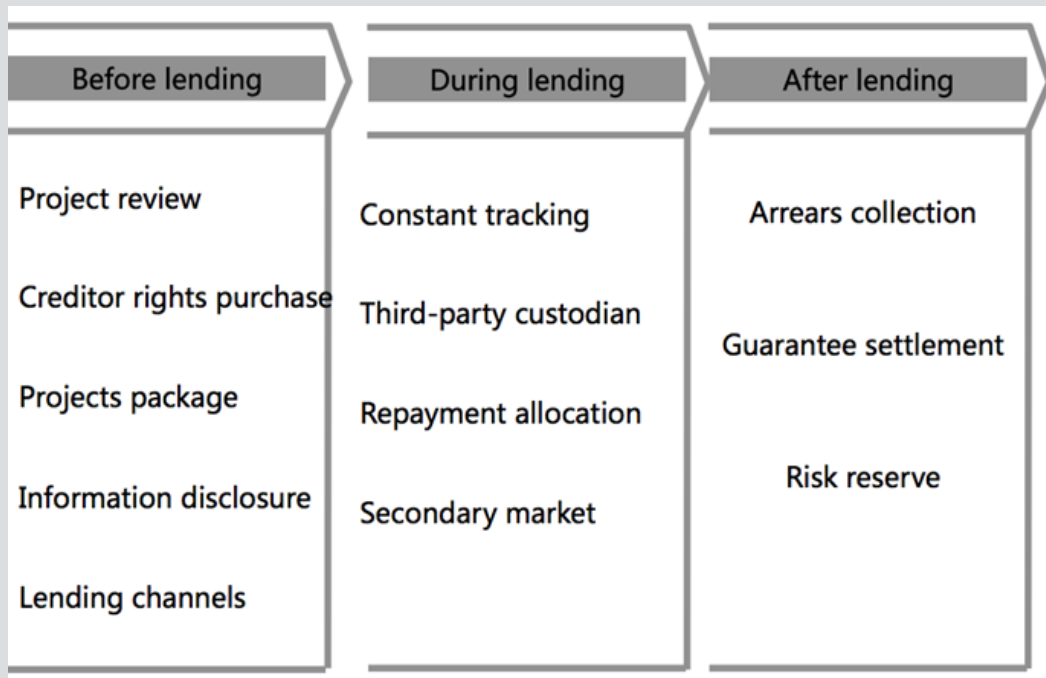 Before lending
Project review
Creditor rights purchase
Projects package
Information disclosure
Lending channels
During lending
Constant tracking
Third-party custodian
Repayment allocation
Secondary market
After lending
Arrears collection
Guarantee settlement
Risk reserve